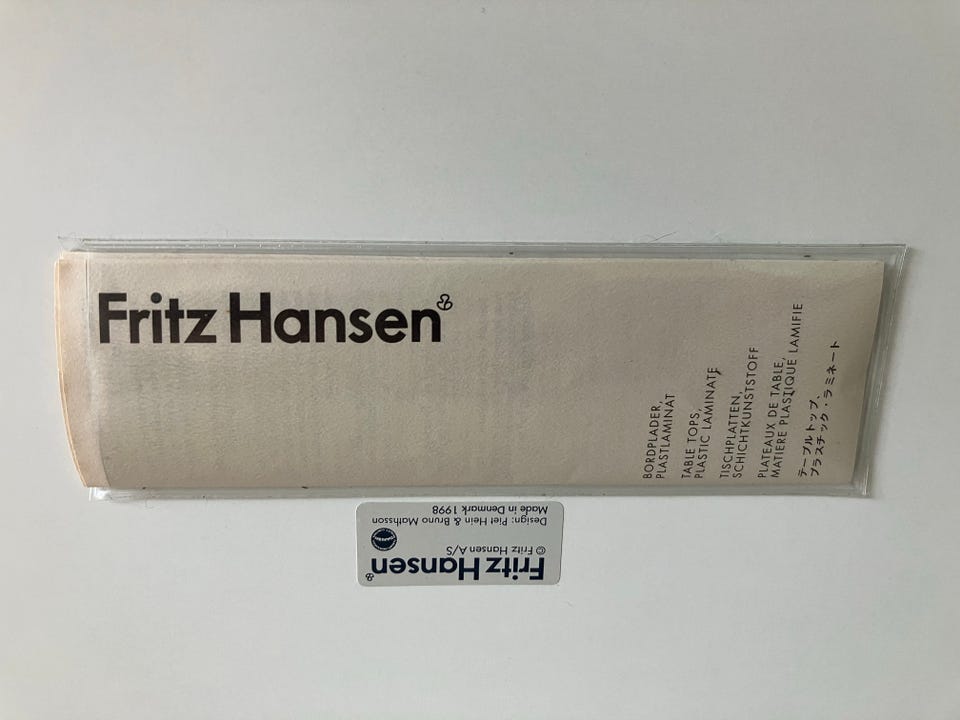 Fritz Hansen
BORDPLADER,
PLASTLAMINAT
TABLE TOPS,
PLASTIC LAMINATE
TISCHPLATTEN,
SCHICHTKUNSTSTOFF
PLATEAUX DE TABLE,
MATIERE PLASTIQUE LAMIFIE
テーブルトップ、
プラスチック・ラミネート
Fritz Hansen
© Fritz Hansen A/S
Design: Piet Hein & Bruno Mathsson
Made in Denmark 1998